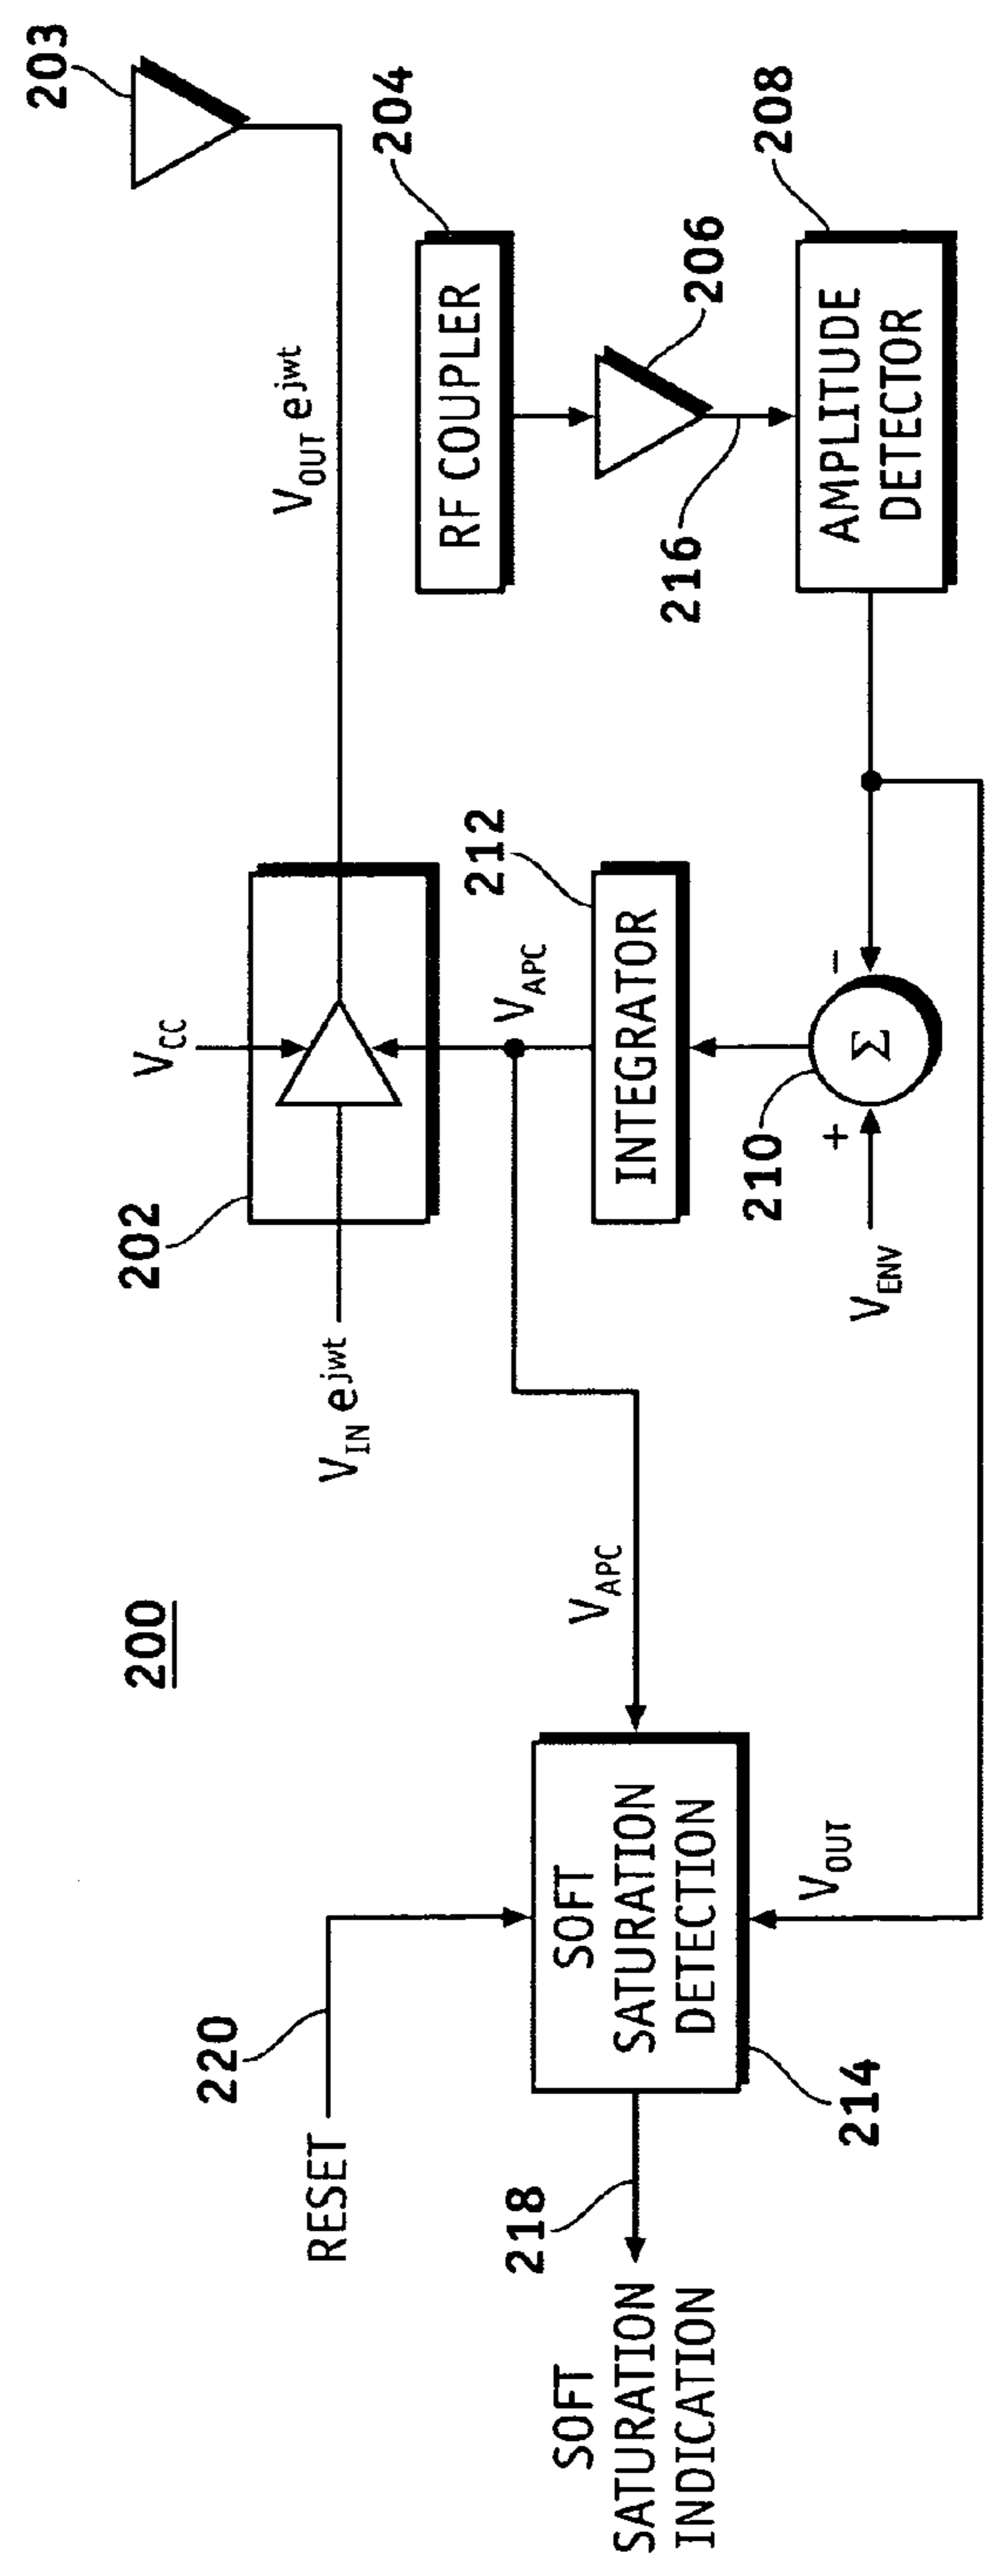 200
203
V_OUT e^jwt
V_CC
202
V_IN e^jwt
204
RF COUPLER
206
216
208
AMPLITUDE
DETECTOR
V_APC
212
INTEGRATOR
210
Σ
+
−
V_ENV
V_APC
220
RESET
SOFT
SATURATION
DETECTION
V_OUT
214
218
SOFT
SATURATION
INDICATION